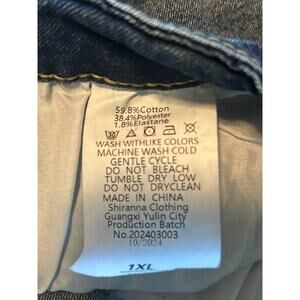 59.8%Cotton
38.4%Polyester
1.8%Elastane
WASH WITHLIKE COLORS
MACHINE WASH COLD
GENTLE CYCLE
DO NOT BLEACH
TUMBLE DRY LOW
DO NOT DRYCLEAN
MADE IN CHINA
Shiranna Clothing
Guangxi Yulin City
Production Batch
No.202403003
10/2024
1XL